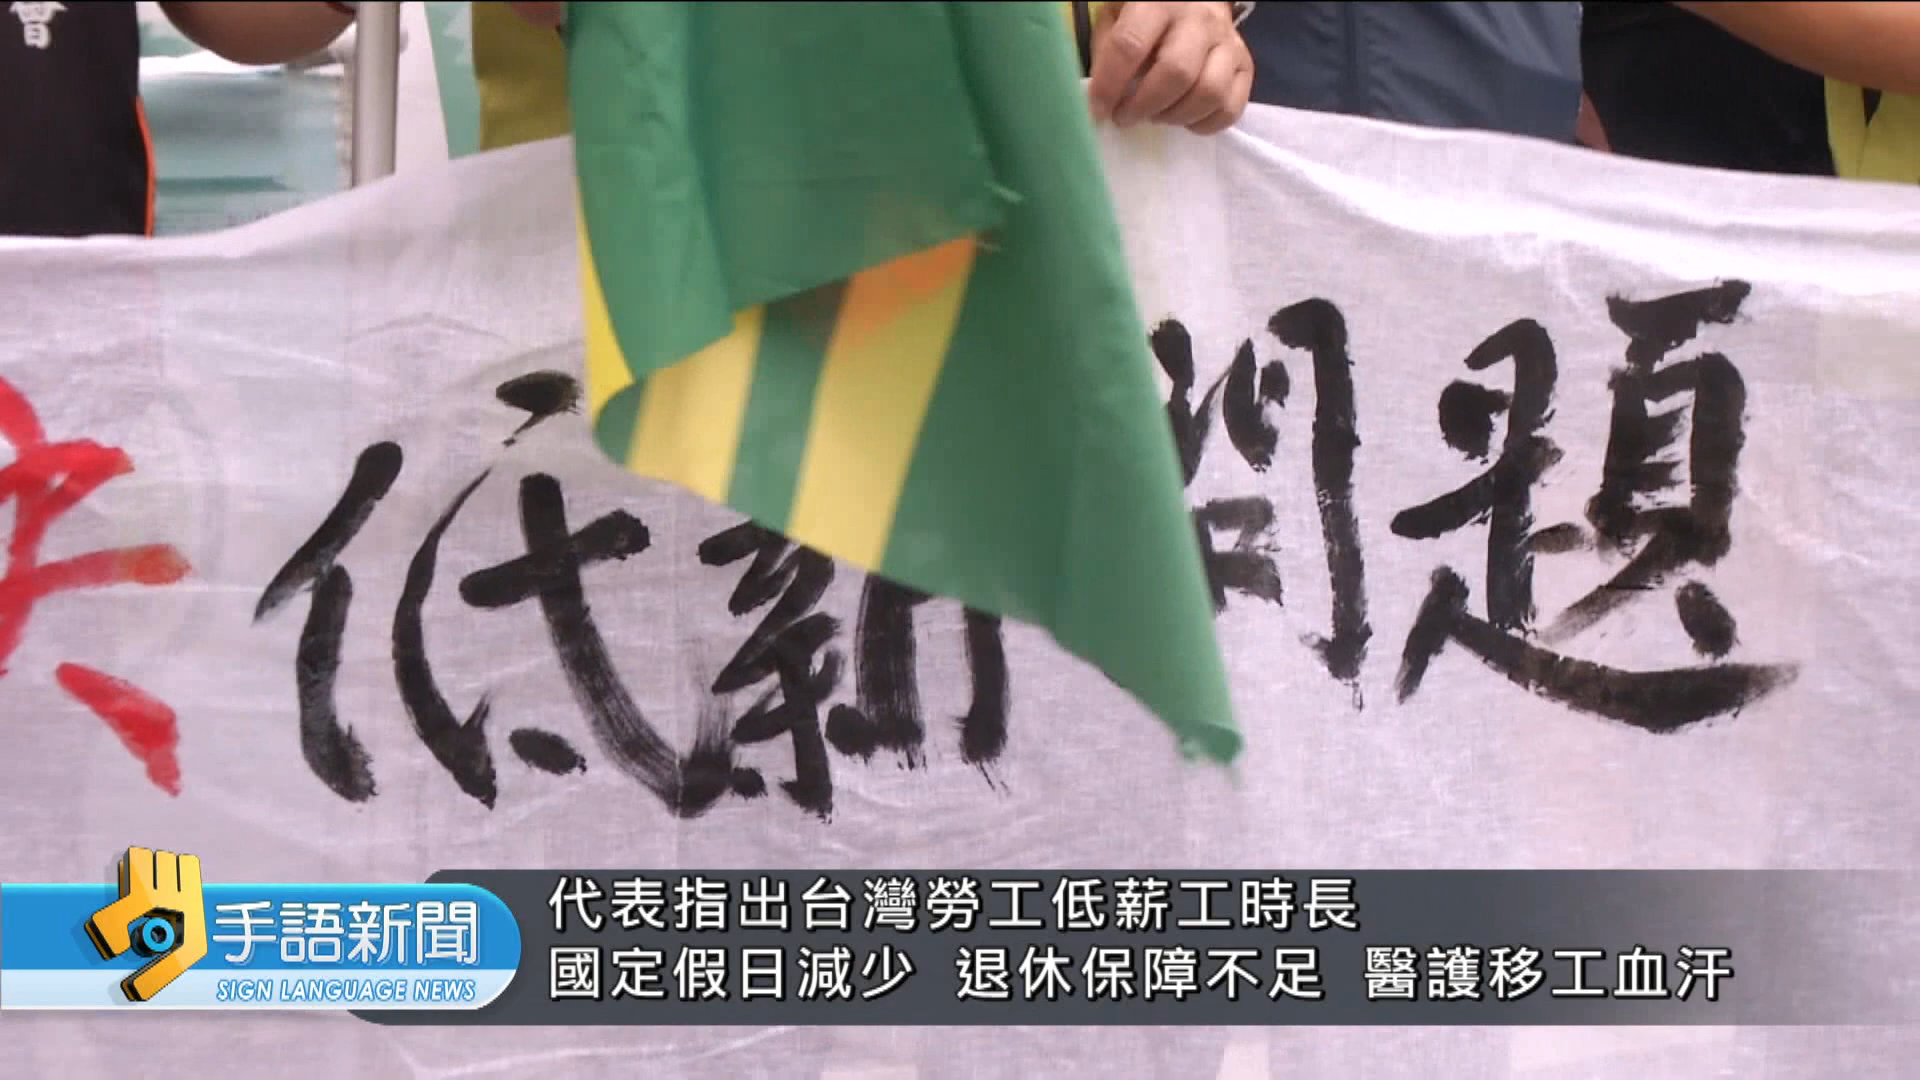 低薪問題
手語新聞
SIGN LANGUAGE NEWS
代表指出台灣勞工低薪工時長
國定假日減少 退休保障不足 醫護移工血汗